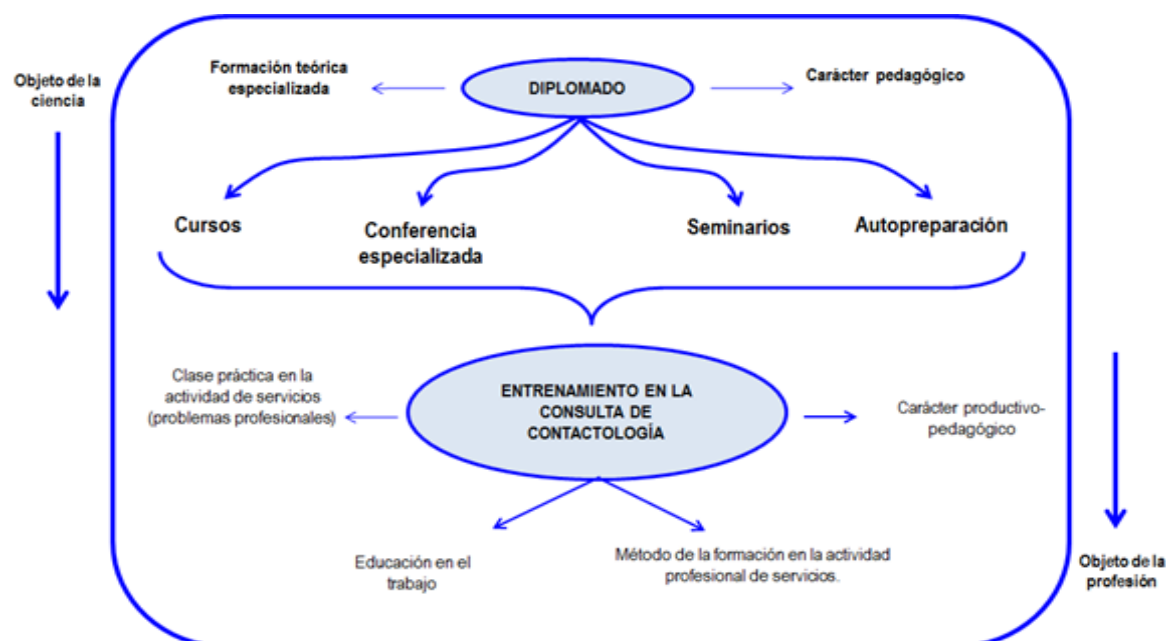 Objeto de la
ciencia
Formación teórica
especializada
DIPLOMADO
Carácter pedagógico
Cursos
Conferencia
especializada
Seminarios
Autopreparación
Clase práctica en la
actividad de servicios
(problemas profesionales)
ENTRENAMIENTO EN LA
CONSULTA DE
CONTACTOLOGÍA
Carácter productivo-
pedagógico
Educación en el
trabajo
Método de la formación en la actividad
profesional de servicios.
Objeto de la
profesión